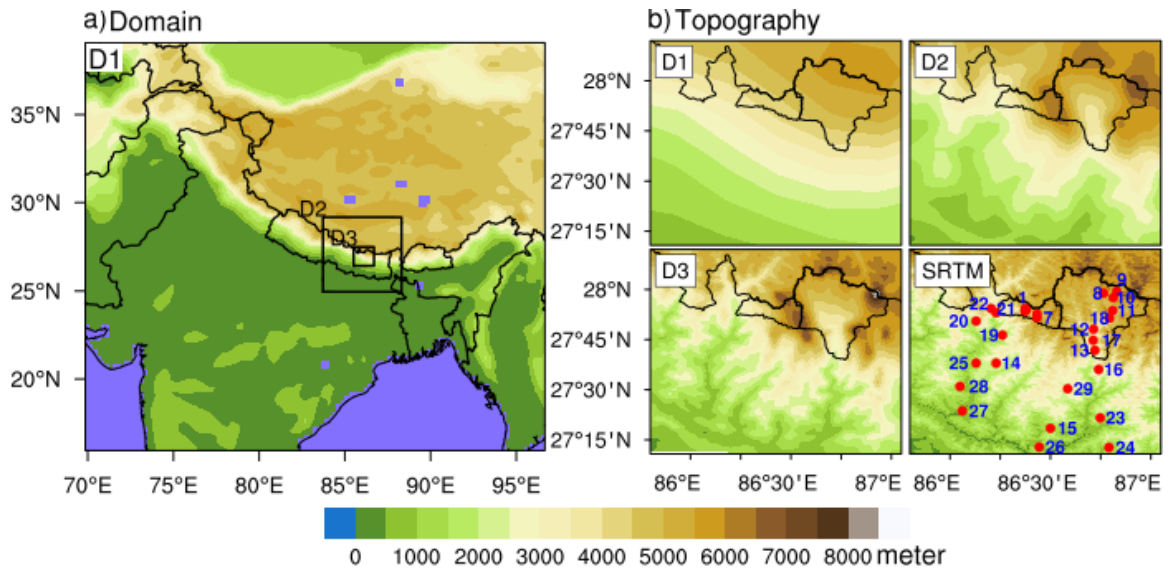 a) Domain
b) Topography
D1
D2
D3
35°N
30°N
25°N
20°N
70°E 75°E 80°E 85°E 90°E 95°E
D1
D2
28°N
27°45'N
27°30'N
27°15'N
D3
SRTM
28°N
27°45'N
27°30'N
27°15'N
9
8
10
11
22
21
1
7
18
20
12
19
17
13
25
14
16
28
29
27
23
15
26
24
86°E 86°30'E 87°E
86°E 86°30'E 87°E
0 1000 2000 3000 4000 5000 6000 7000 8000 meter